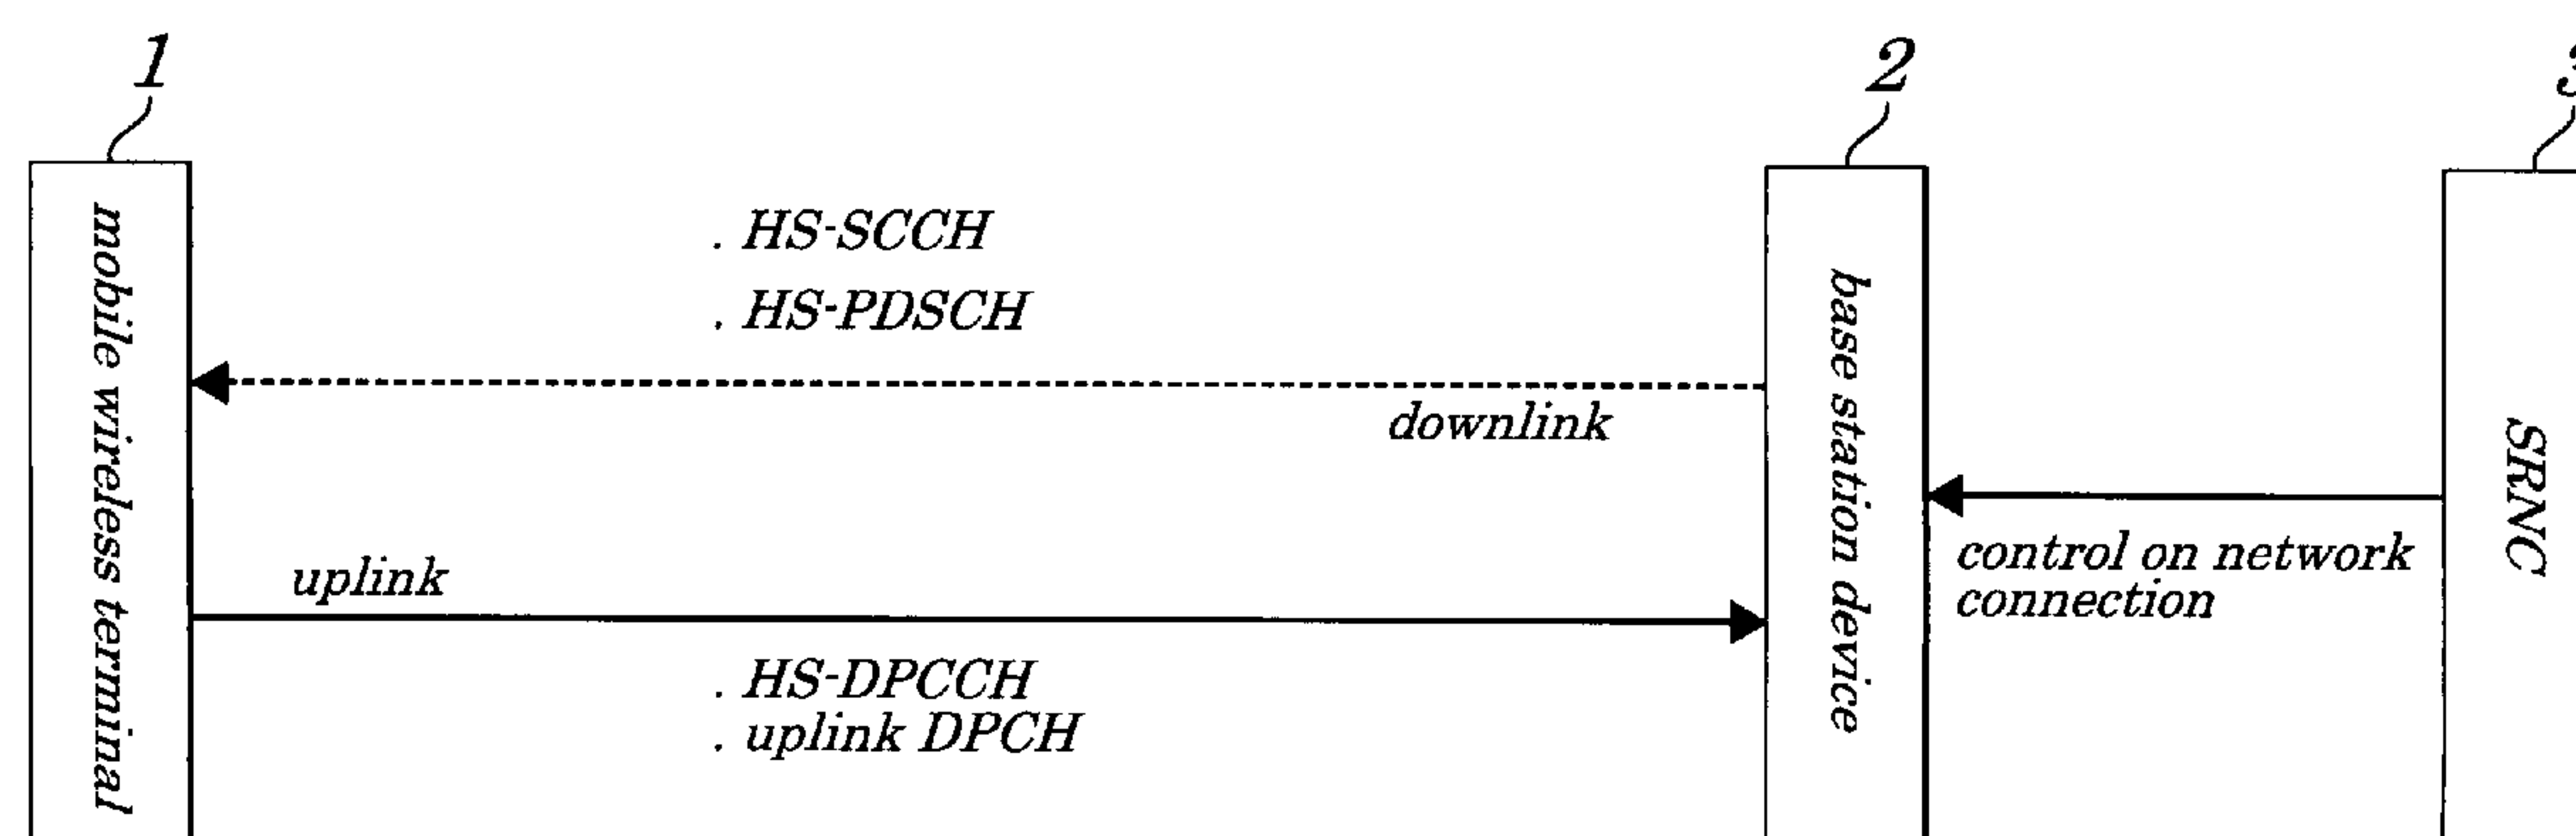 1
2
3
mobile wireless terminal
. HS-SCCH
. HS-PDSCH
downlink
uplink
. HS-DPCCH
. uplink DPCH
base station device
control on network
connection
SRNC